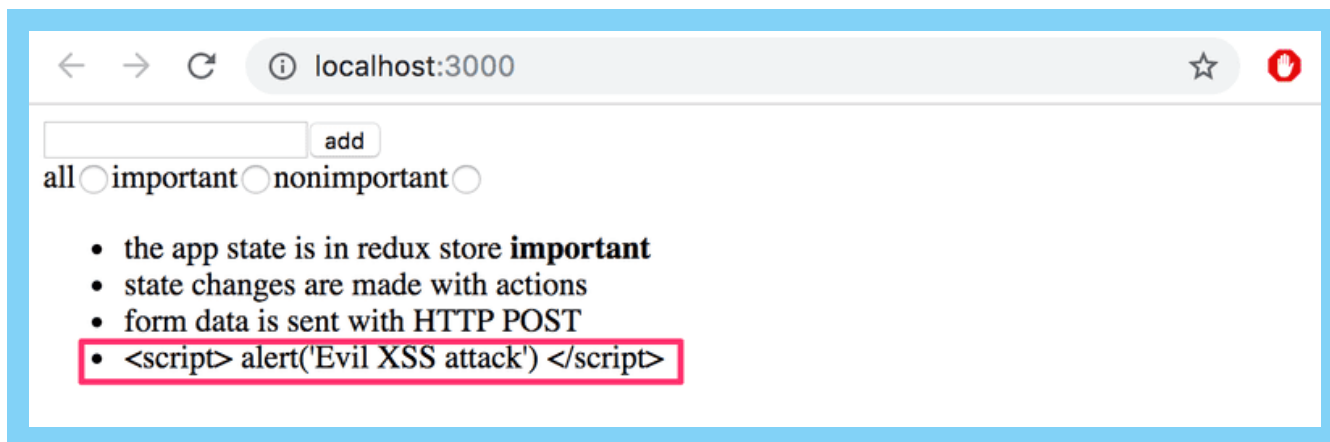 localhost:3000
add
all important nonimportant
the app state is in redux store important
state changes are made with actions
form data is sent with HTTP POST
<script> alert('Evil XSS attack') </script>